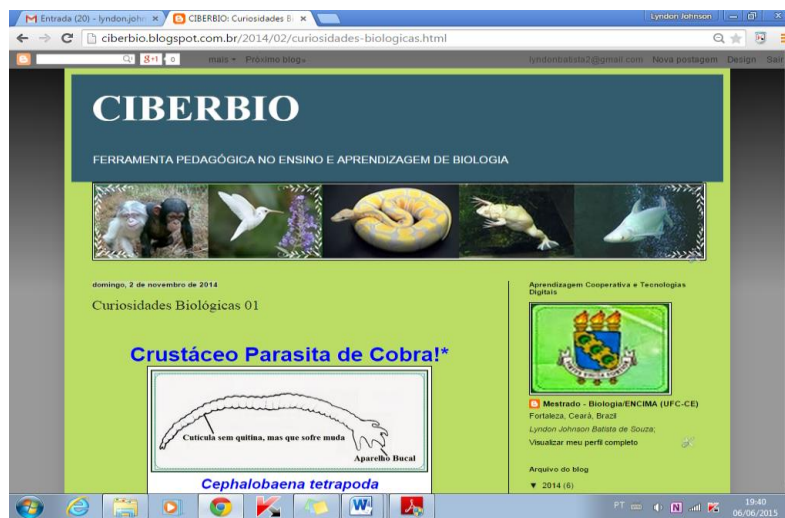 Entrada (20) - lyndon.john
CIBERBIO: Curiosidades B
Lyndon Johnson
ciberbio.blogspot.com.br/2014/02/curiosidades-biologicas.html
8+1 0 mais Próximo blog» lyndonbatista2@gmail.com Nova postagem Design Sair
CIBERBIO
FERRAMENTA PEDAGÓGICA NO ENSINO E APRENDIZAGEM DE BIOLOGIA
domingo, 2 de novembro de 2014
Curiosidades Biológicas 01
Crustáceo Parasita de Cobra!*
Cutícula sem quitina, mas que sofre muda
Aparelho Bucal
Cephalobaena tetrapoda
Aprendizagem Cooperativa e Tecnologias
Digitais
Mestrado - Biologia/ENCIMA (UFC-CE)
Fortaleza, Ceará, Brazil
Lyndon Johnson Batista de Souza;
Visualizar meu perfil completo
Arquivo do blog
▼ 2014 (6)
PT
19:40
06/06/2015